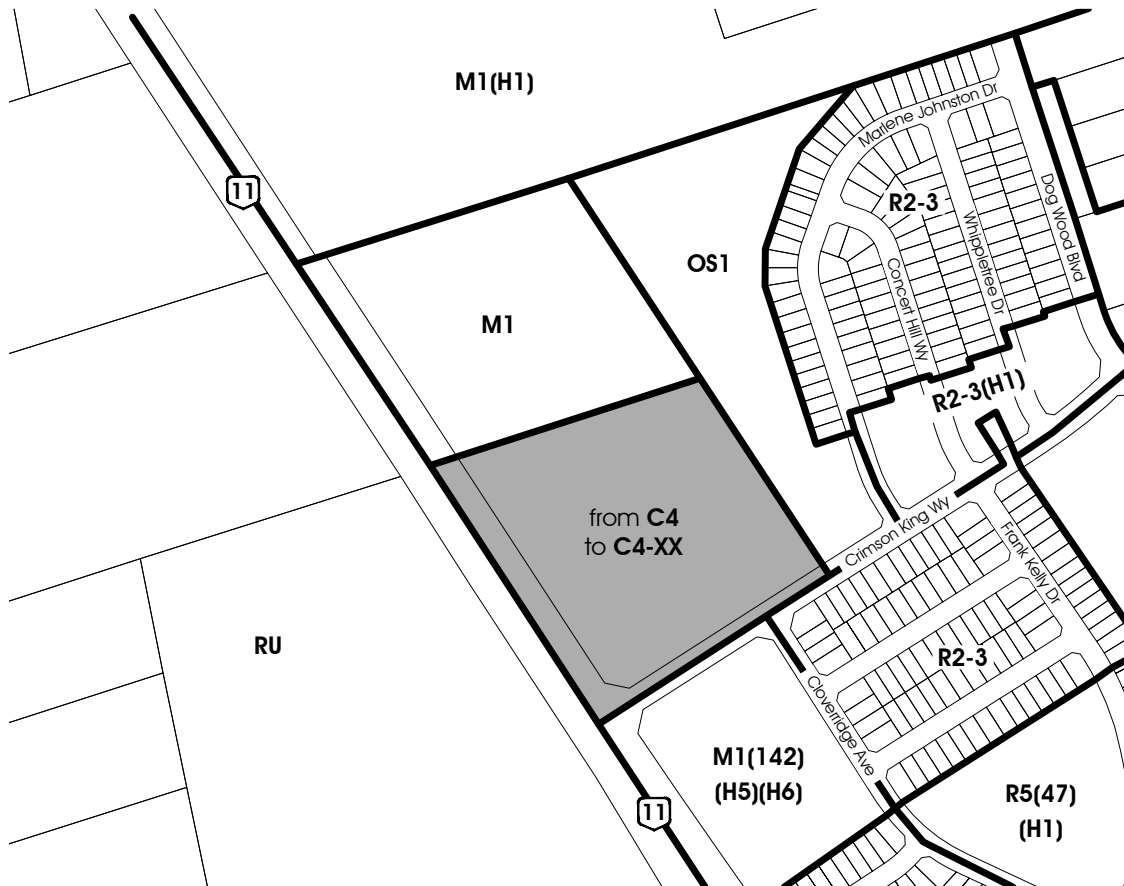 M1(H1)
Marlene Johnston Dr
11
R2-3
Dog Wood Blvd
Whippletree Dr
OS1
Concert Hill Wy
M1
R2-3(H1)
from C4
to C4-XX
Crimson King Wy
Frank Kelly Dr
RU
R2-3
Cloverridge Ave
M1(142)
(H5)(H6)
R5(47)
(H1)
11